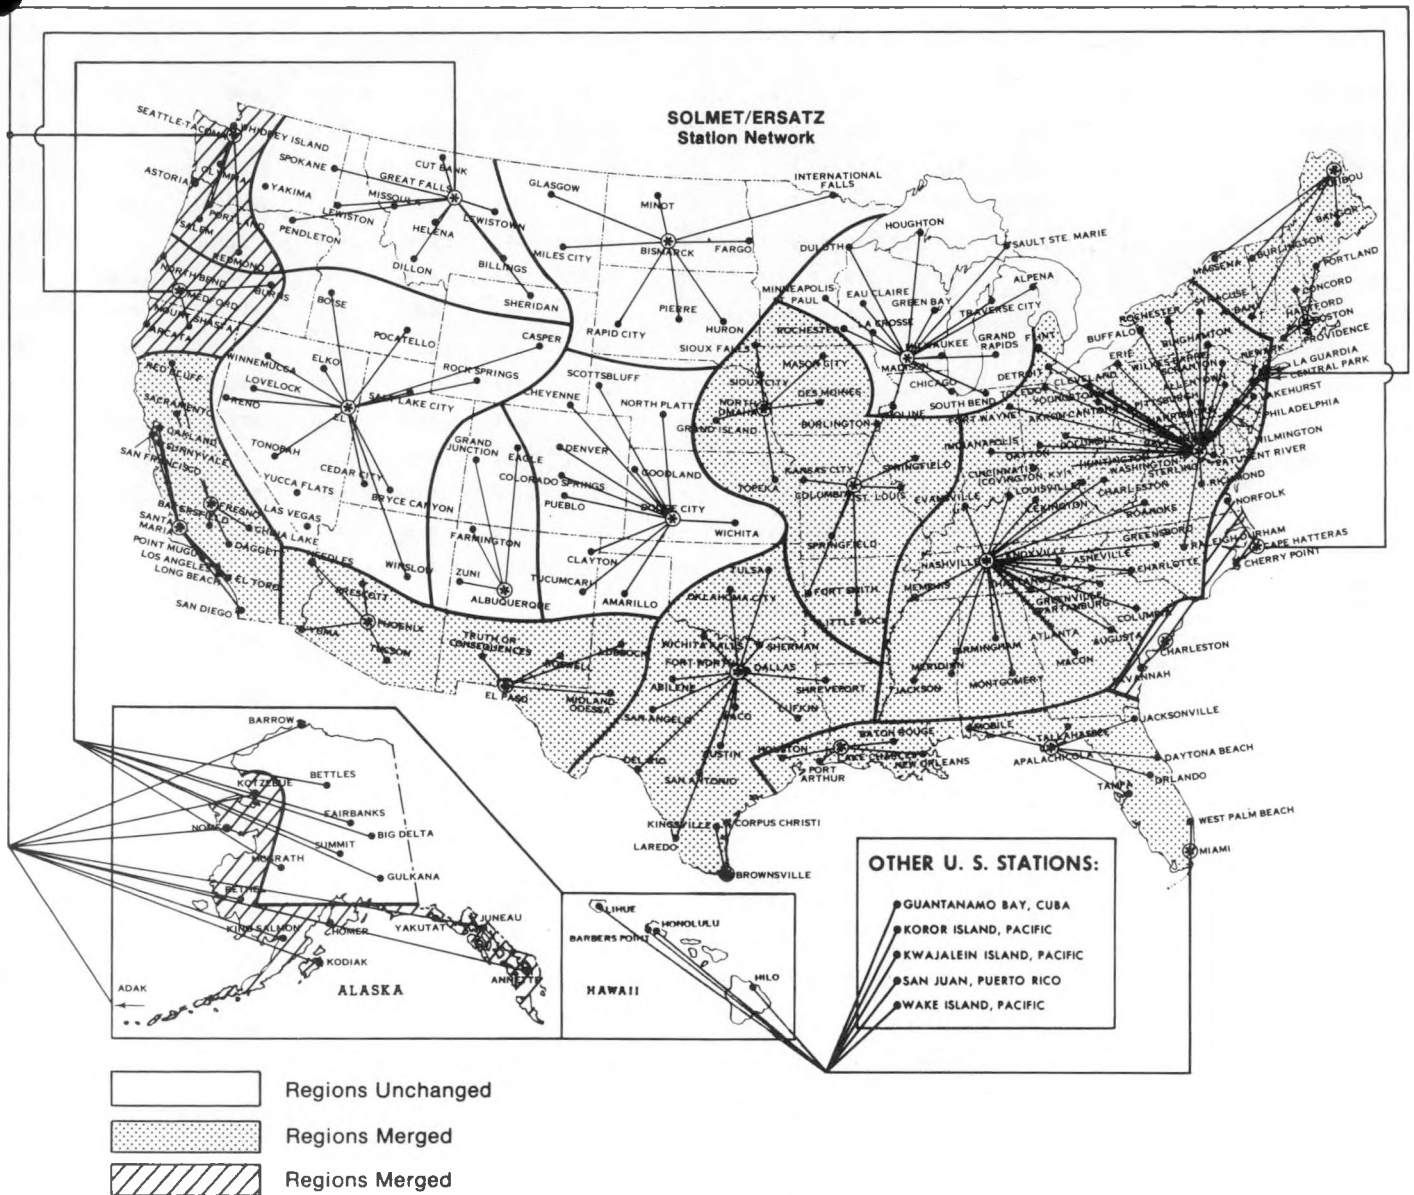 SOLMET/ERSATZ
Station Network
SEATTLE-TACOMA
WHIDBEY ISLAND
SPOKANE
CUT BANK
GREAT FALLS
OLYMPIA
ASTORIA
YAKIMA
MISSOULA
LEWISTON
LEWISTOWN
HELENA
PORTLAND
SALEM
PENDLETON
REDMOND
DILLON
BILLINGS
NORTH BEND
MEDFORD
BURNS
BOISE
SHERIDAN
MOUNT SHASTA
ARCATA
POCATELLO
CASPER
GLASGOW
MINOT
INTERNATIONAL
FALLS
MILES CITY
BISMARCK
FARGO
PIERRE
RAPID CITY
HURON
DULUTH
HOUGHTON
SAULT STE. MARIE
ALPENA
MINNEAPOLIS
ST. PAUL
EAU CLAIRE
GREEN BAY
TRAVERSE CITY
LA CROSSE
ROCHESTER
MILWAUKEE
GRAND
RAPIDS
FLINT
MADISON
DETROIT
CHICAGO
SOUTH BEND
TOLEDO
CLEVELAND
MOLINE
FORT WAYNE
YOUNGSTOWN
AKRON CANTON
SIOUX FALLS
MASON CITY
SIOUX CITY
DES MOINES
NORTH
OMAHA
GRAND ISLAND
BURLINGTON
CARIBOU
BANGOR
BURLINGTON
MASSENA
PORTLAND
CONCORD
SYRACUSE
ALBANY
HARTFORD
BOSTON
PROVIDENCE
ROCHESTER
BUFFALO
BINGHAMTON
NEWARK
LA GUARDIA
CENTRAL PARK
ERIE
WILKES-BARRE
SCRANTON
ALLENTOWN
LAKEHURST
PITTSBURGH
HARRISBURG
PHILADELPHIA
WILMINGTON
PATUXENT RIVER
WASHINGTON
STERLING
RICHMOND
NORFOLK
INDIANAPOLIS
COLUMBUS
DAYTON
HUNTINGTON
CINCINNATI
(COVINGTON, KY)
CHARLESTON
LOUISVILLE
LEXINGTON
EVANSVILLE
ROANOKE
GREENSBORO
RALEIGH-DURHAM
CAPE HATTERAS
CHERRY POINT
KNOXVILLE
NASHVILLE
ASHEVILLE
CHARLOTTE
CHATTANOOGA
GREENVILLE
SPARTANBURG
MEMPHIS
COLUMBIA
ATLANTA
AUGUSTA
BIRMINGHAM
MACON
CHARLESTON
SAVANNAH
MERIDIAN
JACKSON
MONTGOMERY
WINNEMUCCA
ELKO
ROCK SPRINGS
LOVELOCK
RENO
SALT LAKE CITY
ELY
RED BLUFF
SACRAMENTO
OAKLAND
SUNNYVALE
SAN FRANCISCO
TONOPAH
CEDAR CITY
BRYCE CANYON
YUCCA FLATS
FRESNO
LAS VEGAS
BAKERSFIELD
CHINA LAKE
SANTA
MARIA
POINT MUGU
DAGGETT
NEEDLES
LOS ANGELES
LONG BEACH
EL TORO
SAN DIEGO
WINSLOW
PRESCOTT
PHOENIX
YUMA
TUCSON
CHEYENNE
SCOTTSBLUFF
NORTH PLATTE
GRAND
JUNCTION
EAGLE
DENVER
COLORADO SPRINGS
GOODLAND
PUEBLO
DODGE CITY
WICHITA
FARMINGTON
CLAYTON
ZUNI
TUCUMCARI
ALBUQUERQUE
AMARILLO
TOPEKA
KANSAS CITY
COLUMBIA
ST. LOUIS
SPRINGFIELD
SPRINGFIELD
TULSA
OKLAHOMA CITY
FORT SMITH
LITTLE ROCK
TRUTH OR
CONSEQUENCES
ROSWELL
LUBBOCK
EL PASO
MIDLAND
ODESSA
WICHITA FALLS
SHERMAN
FORT WORTH
DALLAS
ABILENE
SHREVEPORT
SAN ANGELO
WACO
LUFKIN
AUSTIN
DEL RIO
SAN ANTONIO
HOUSTON
PORT
ARTHUR
LAKE CHARLES
BATON ROUGE
NEW ORLEANS
MOBILE
TALLAHASSEE
APALACHICOLA
JACKSONVILLE
DAYTONA BEACH
ORLANDO
TAMPA
WEST PALM BEACH
MIAMI
KINGSVILLE
CORPUS CHRISTI
LAREDO
BROWNSVILLE
BARROW
KOTZEBUE
BETTLES
FAIRBANKS
NOME
BIG DELTA
SUMMIT
MCGRATH
GULKANA
BETHEL
KING SALMON
HOMER
YAKUTAT
JUNEAU
KODIAK
ANNETTE
ADAK
ALASKA
LIHUE
HONOLULU
BARBERS POINT
HILO
HAWAII
OTHER U. S. STATIONS:
GUANTANAMO BAY, CUBA
KOROR ISLAND, PACIFIC
KWAJALEIN ISLAND, PACIFIC
SAN JUAN, PUERTO RICO
WAKE ISLAND, PACIFIC
Regions Unchanged
Regions Merged
Regions Merged